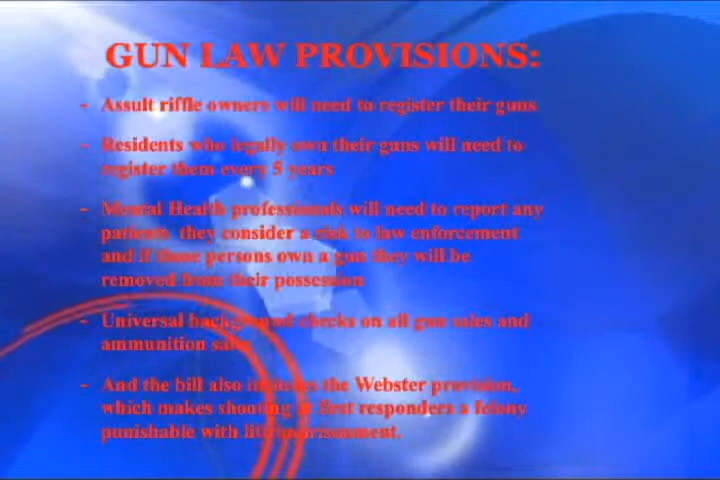 GUN LAW PROVISIONS:
- Assult riffle owners will need to register their guns
- Residents who legally own their guns will need to
register them every 5 years
- Mental Health professionals will need to report any
patients they consider a risk to law enforcement
and if those persons own a gun they will be
removed from their possession
- Universal background checks on all gun sales and
ammunition sales
- And the bill also includes the Webster provision,
which makes shooting at first responders a felony
punishable with life imprisonment.